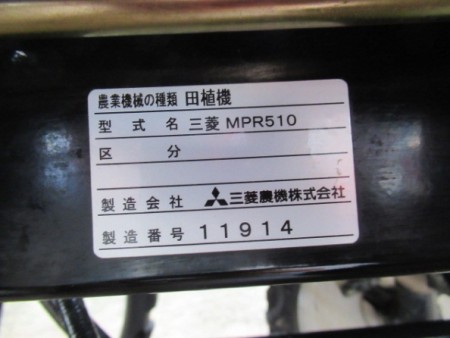 農業機械の種類 田植機
型式名 三菱 MPR510
区分
製造会社 三菱農機株式会社
製造番号 11914